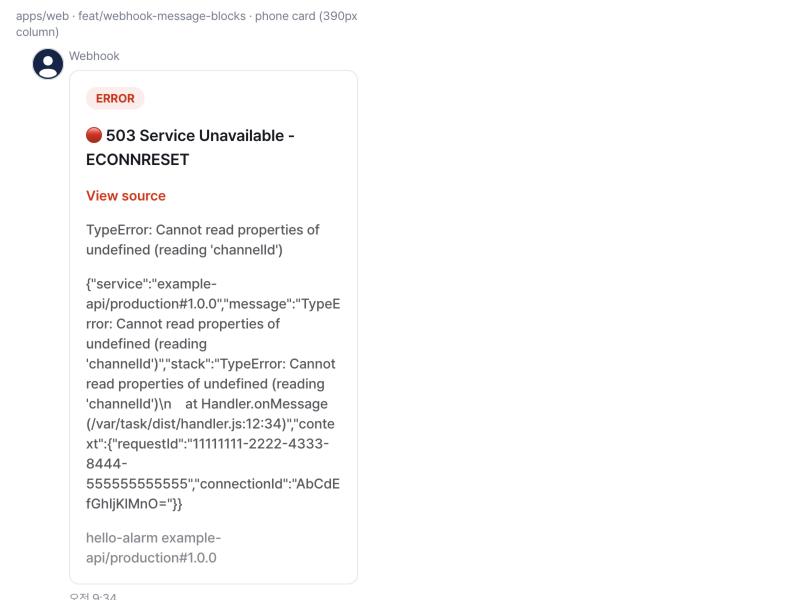 apps/web · feat/webhook-message-blocks · phone card (390px
column)
Webhook
ERROR
503 Service Unavailable -
ECONNRESET
View source
TypeError: Cannot read properties of
undefined (reading 'channelId')
{"service":"example-
api/production#1.0.0","message":"TypeE
rror: Cannot read properties of
undefined (reading
'channelId')","stack":"TypeError: Cannot
read properties of undefined (reading
'channelId')\n    at Handler.onMessage
(/var/task/dist/handler.js:12:34)","conte
xt":{"requestId":"11111111-2222-4333-
8444-
555555555555","connectionId":"AbCdE
fGhIjKlMnO="}}
hello-alarm example-
api/production#1.0.0
오전 9:34